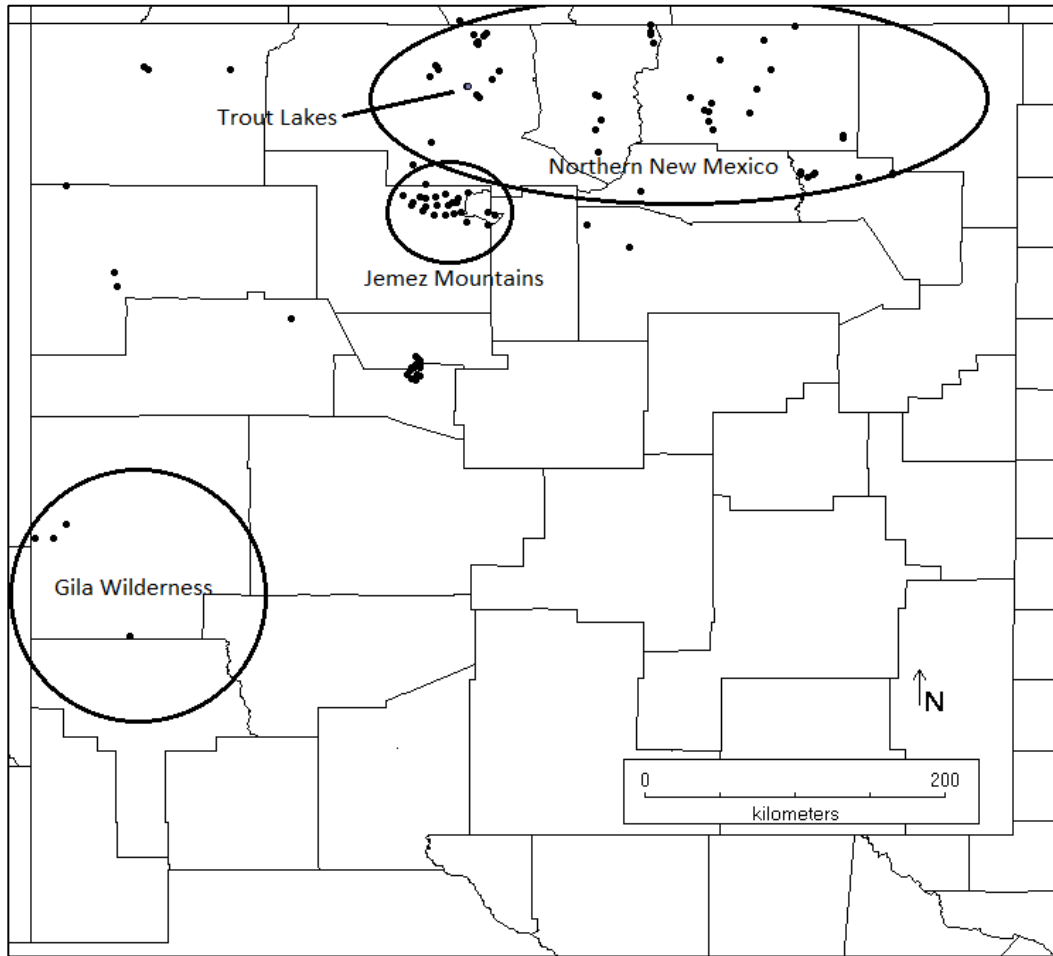 Trout Lakes
Northern New Mexico
Jemez Mountains
Gila Wilderness
N
0 200
kilometers